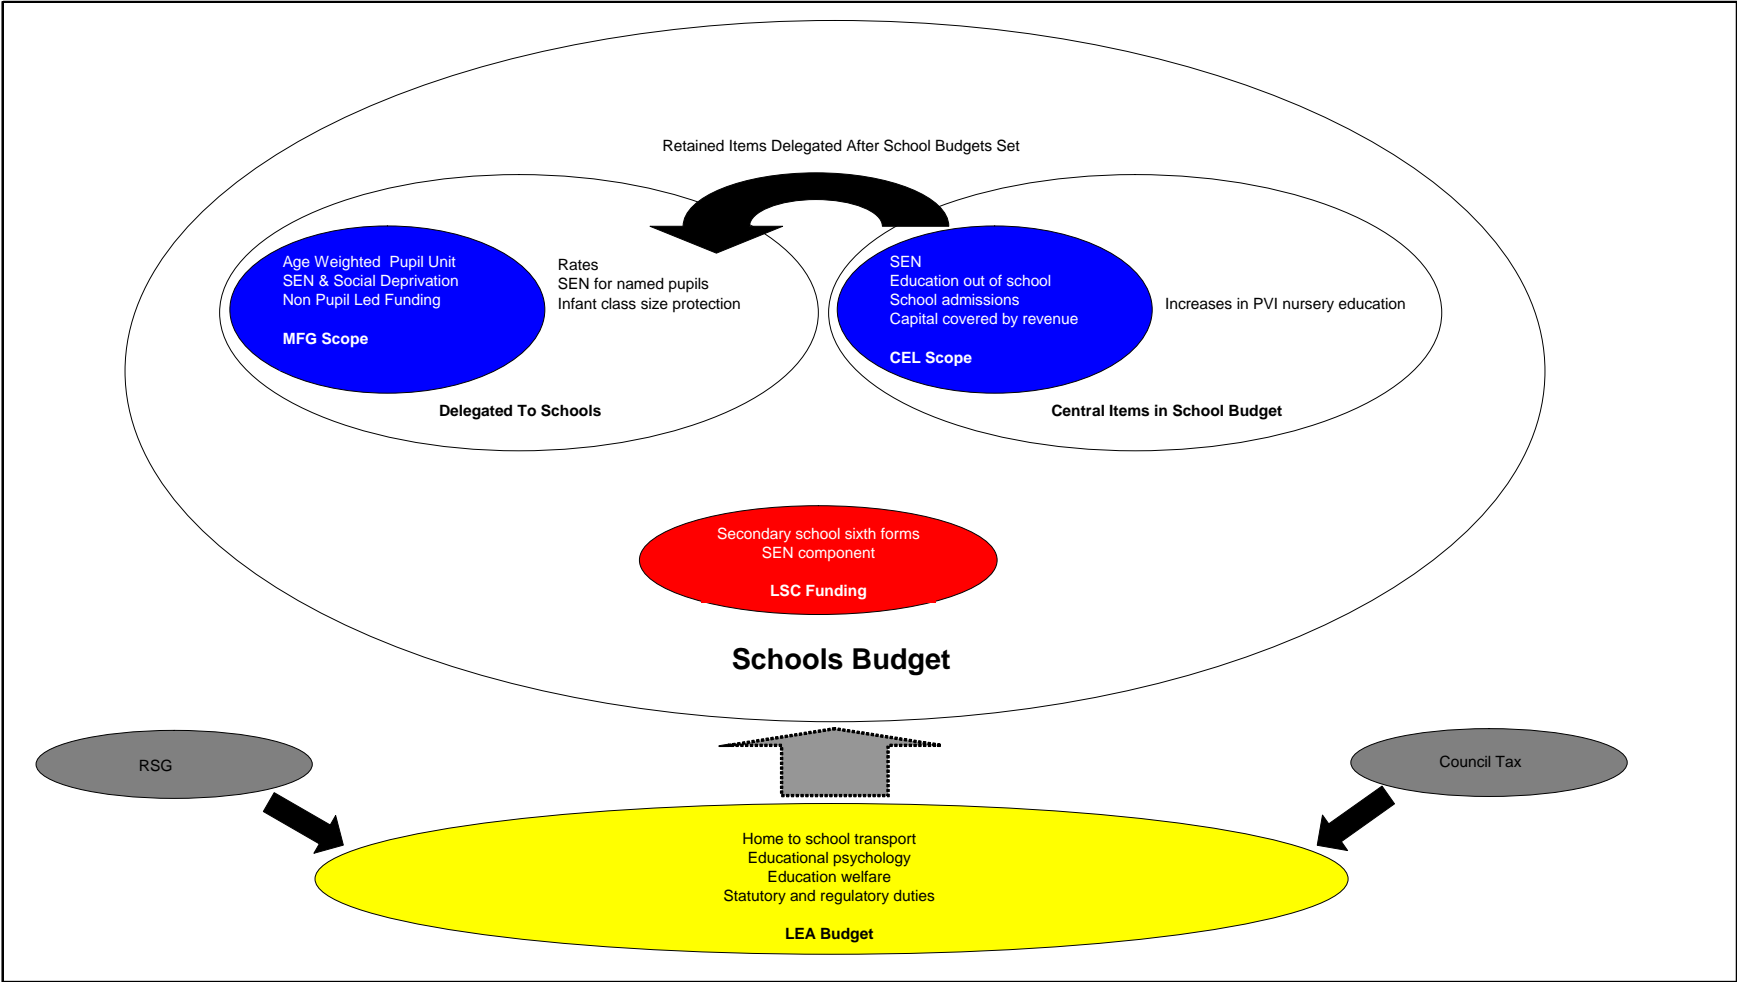 Retained Items Delegated After School Budgets Set
Age Weighted  Pupil Unit
SEN & Social Deprivation
Non Pupil Led Funding
MFG Scope
Rates
SEN for named pupils
Infant class size protection
Delegated To Schools
SEN
Education out of school
School admissions
Capital covered by revenue
CEL Scope
Increases in PVI nursery education
Central Items in School Budget
Secondary school sixth forms
SEN component
LSC Funding
Schools Budget
RSG
Council Tax
Home to school transport
Educational psychology
Education welfare
Statutory and regulatory duties
LEA Budget